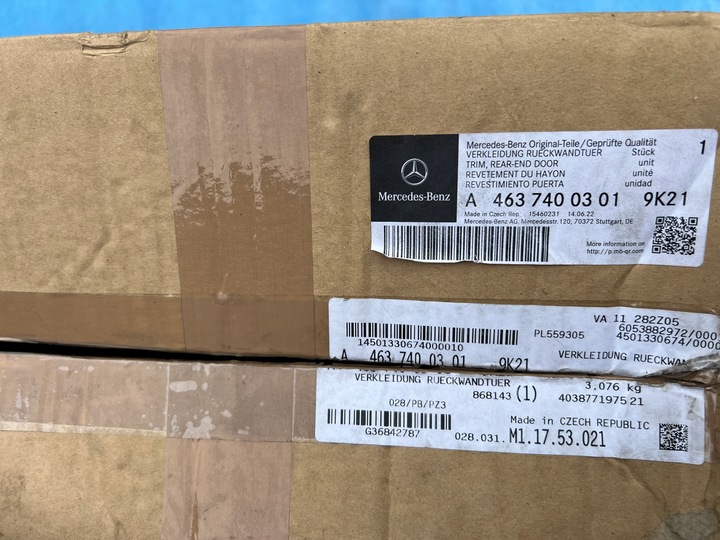 Mercedes-Benz
Mercedes-Benz Original-Teile/Geprüfte Qualität 1
VERKLEIDUNG RUECKWANDTUER Stück
TRIM, REAR-END DOOR unit
REVETEMENT DU HAYON unité
REVESTIMIENTO PUERTA unidad
A 463 740 03 01 9K21
Made in Czech Rep. 15460231 14.06.22
Mercedes-Benz AG, Mercedesstr.120, 70372 Stuttgart, DE
More information on
http://p.mb-qr.com
VA 11 282Z05
PL559305 6053882972/0001
14501330674000010 4501330674/0000
A 463 740 03 01 9K21 VERKLEIDUNG RUECKWAN
VERKLEIDUNG RUECKWANDTUER 3,076 kg
868143 (1) 4038771975 21
028/PB/PZ3
Made in CZECH REPUBLIC
G36842787 028.031. M1.17.53.021